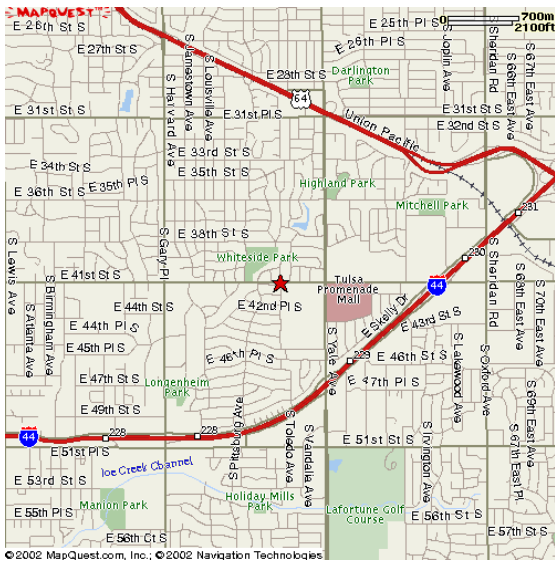 MAPQUEST
0 700m
2100ft
E 26th St S
E 25th Pl S
E 26th Pl S
E 27th St S
E 28th St S
Darlington
Park
S Jamestown Ave
S Louisville Ave
S Harvard Ave
S Joplin Ave
S Sheridan Rd
S 67th East Ave
S 66th East Ave
64
Union Pacific
E 31st St S
E 31st Pl S
E 31st St S
E 32nd St S
E 33rd St S
E 34th St S
E 35th St S
E 35th Pl S
E 36th St S
Highland Park
Mitchell Park
231
E 38th St S
S Gary Pl
Whiteside Park
230
S Lewis Ave
E 41st St S
S Birmingham Ave
S Atlanta Ave
Tulsa
Promenade
Mall
44
S Sheridan Rd
S 68th East Ave
S 70th East Ave
E 42nd Pl S
E 44th St S
E 44th Pl S
E 45th Pl S
E Skelly Dr
E 43rd St S
S Yale Ave
E 46th Pl S
229
E 46th St S
E 47th St S
E 47th Pl S
S Lakewood Ave
S Oxford Ave
Longenheim
Park
E 49th St S
S Pittsburg Ave
S Toledo Ave
S Vandalia Ave
S Irvington Ave
S 69th East Ave
S 67th East Pl
44
228
228
E 51st St S
E 51st Pl S
Joe Creek Channel
E 53rd St S
Manion Park
Holiday Mills
Park
Lafortune Golf
Course
E 55th Pl S
E 56th Ct S
E 56th St S
E 57th St S
©2002 MapQuest.com, Inc.; ©2002 Navigation Technologies